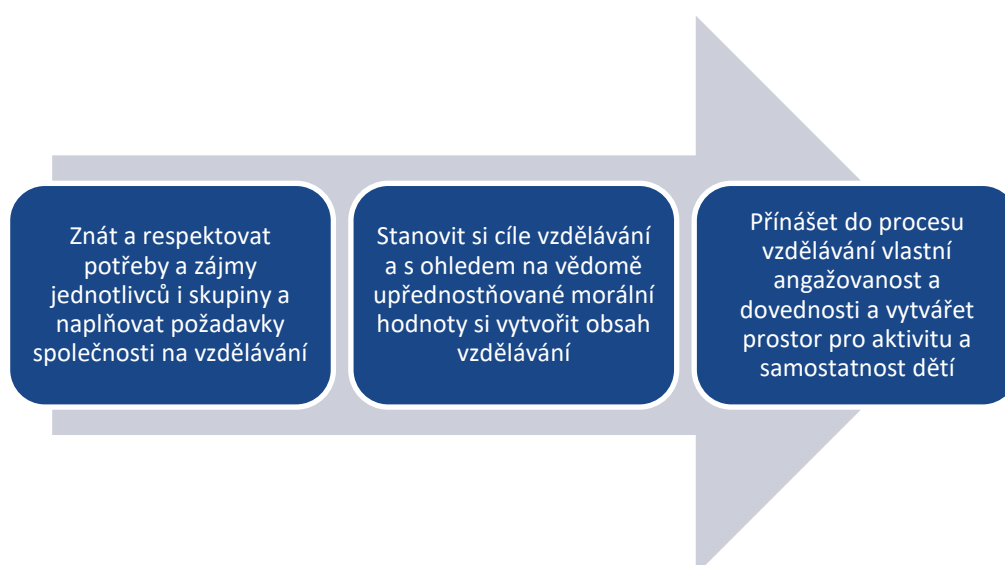 Znát a respektovat
potřeby a zájmy
jednotlivců i skupiny a
naplňovat požadavky
společnosti na vzdělávání
Stanovit si cíle vzdělávání
a s ohledem na vědomě
upřednostňované morální
hodnoty si vytvořit obsah
vzdělávání
Přínášet do procesu
vzdělávání vlastní
angažovanost a
dovednosti a vytvářet
prostor pro aktivitu a
samostatnost dětí